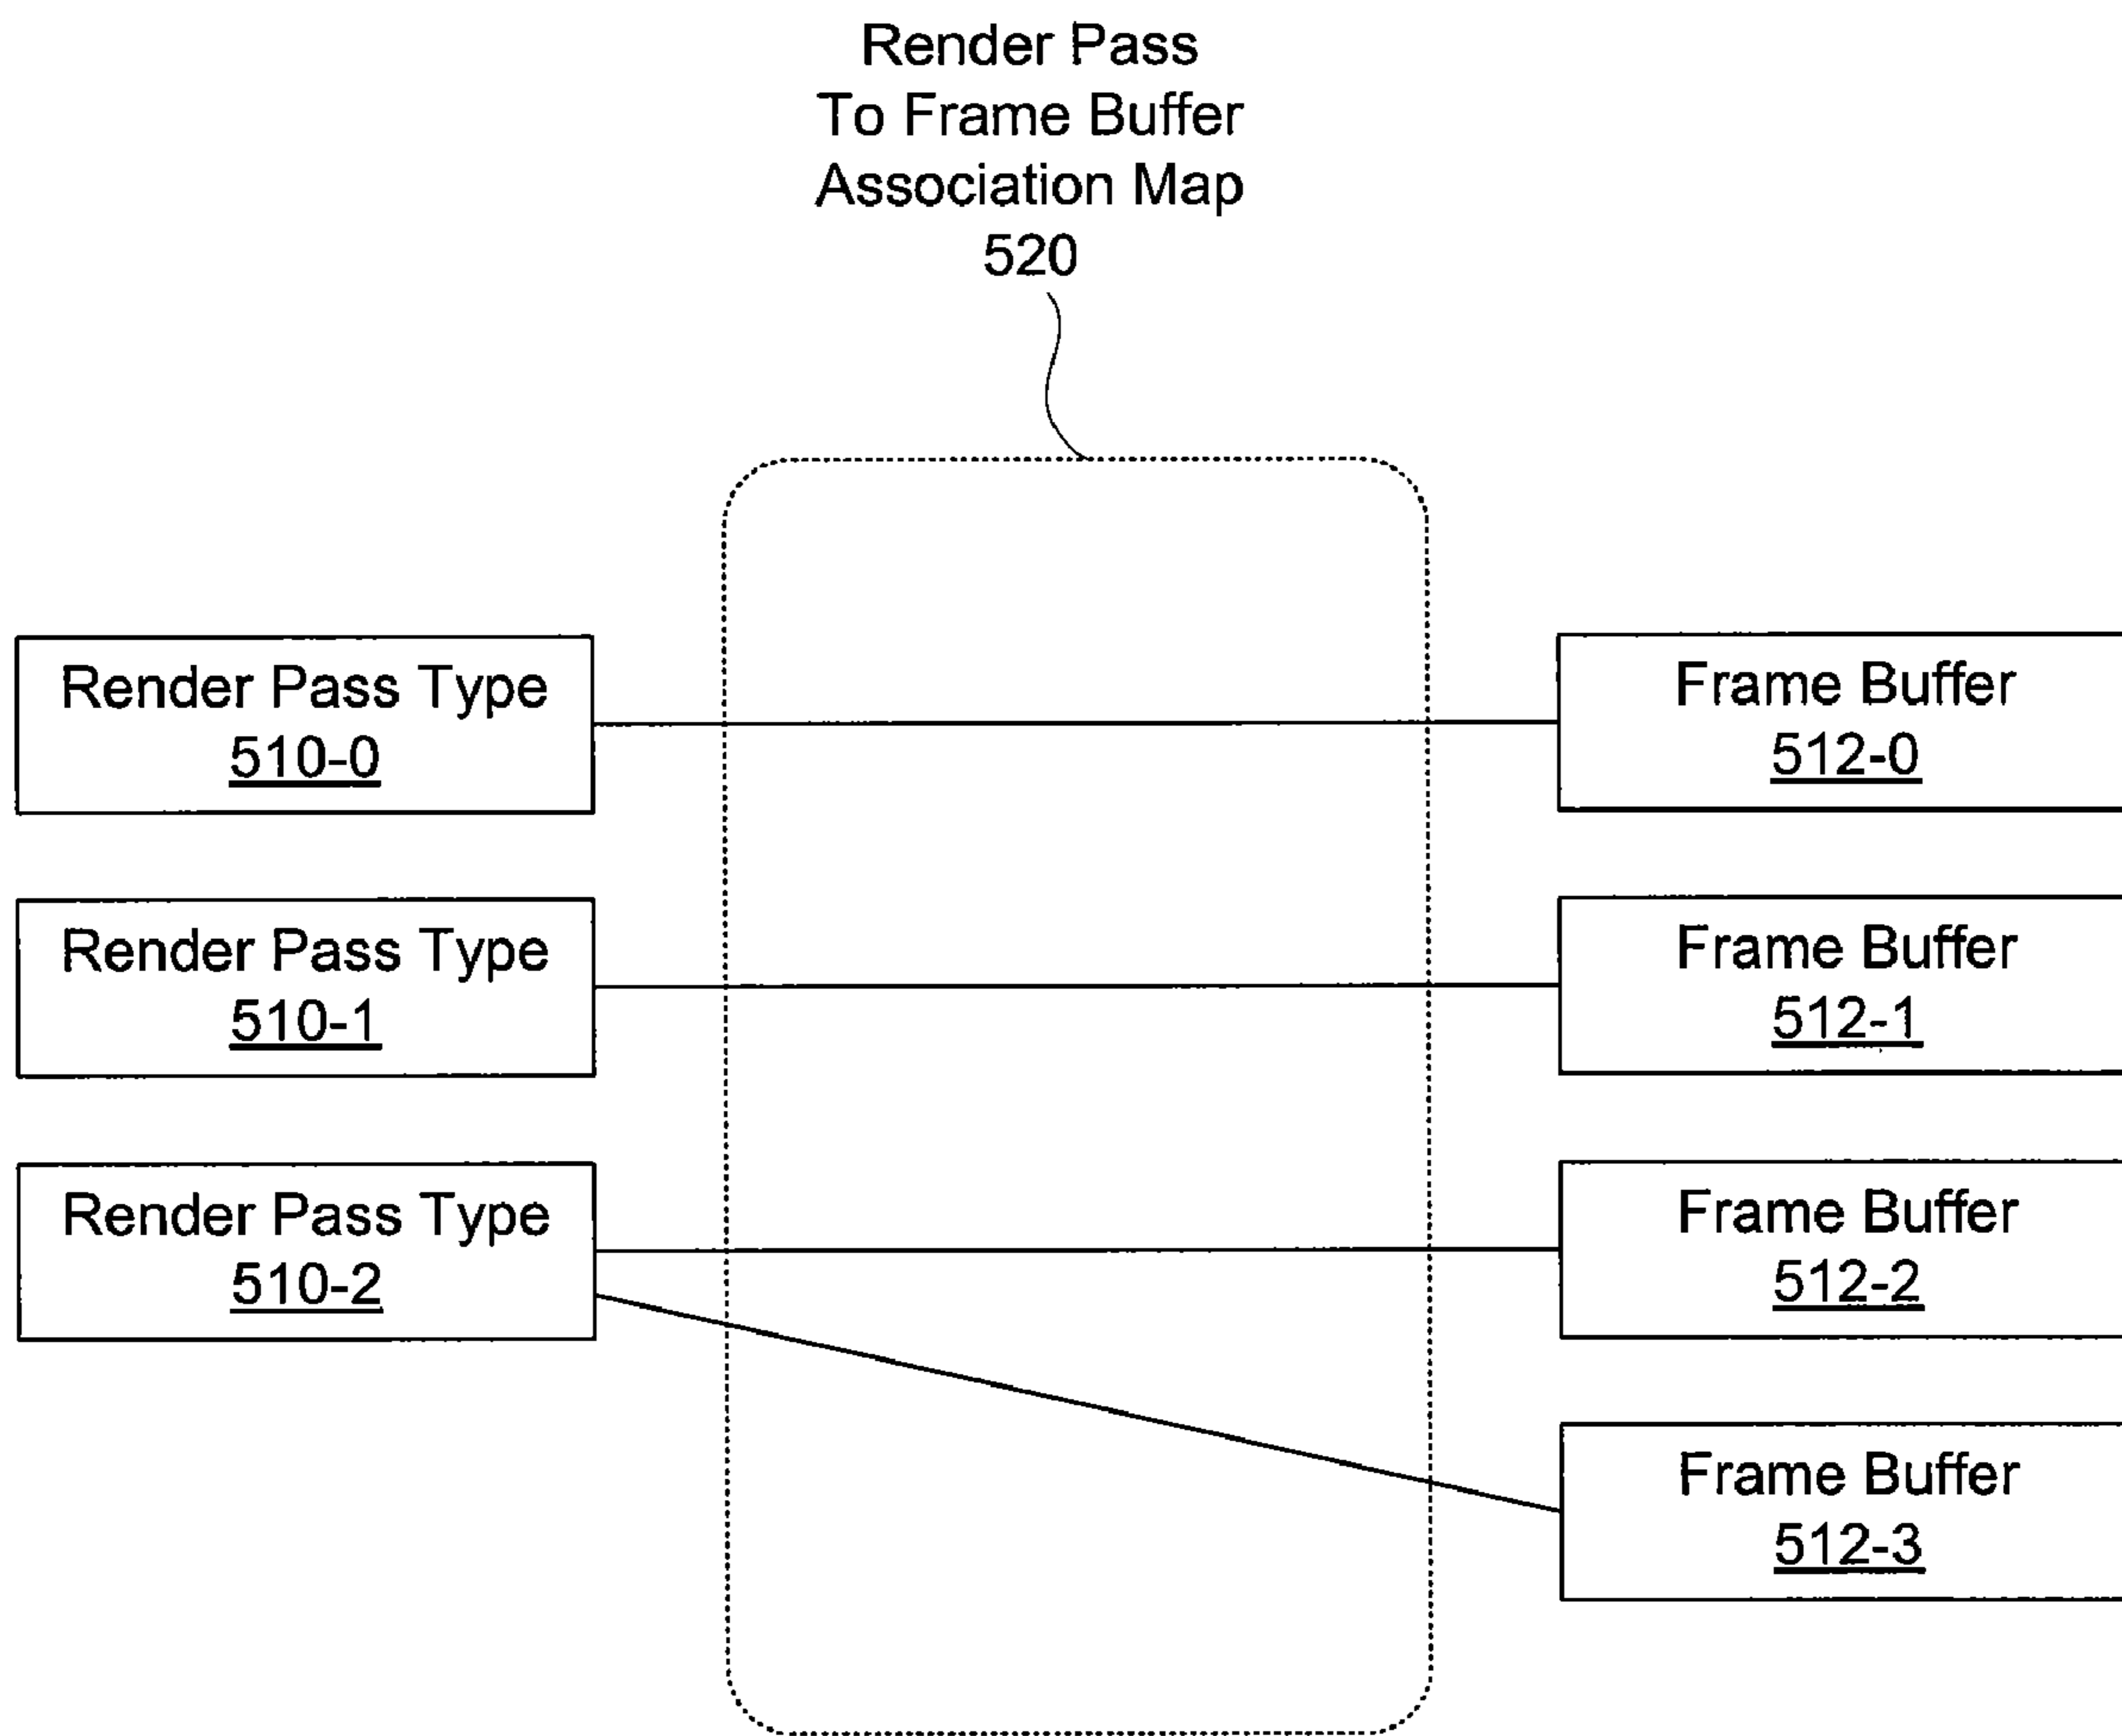 Render Pass
To Frame Buffer
Association Map
520
Render Pass Type
510-0
Frame Buffer
512-0
Render Pass Type
510-1
Frame Buffer
512-1
Render Pass Type
510-2
Frame Buffer
512-2
Frame Buffer
512-3